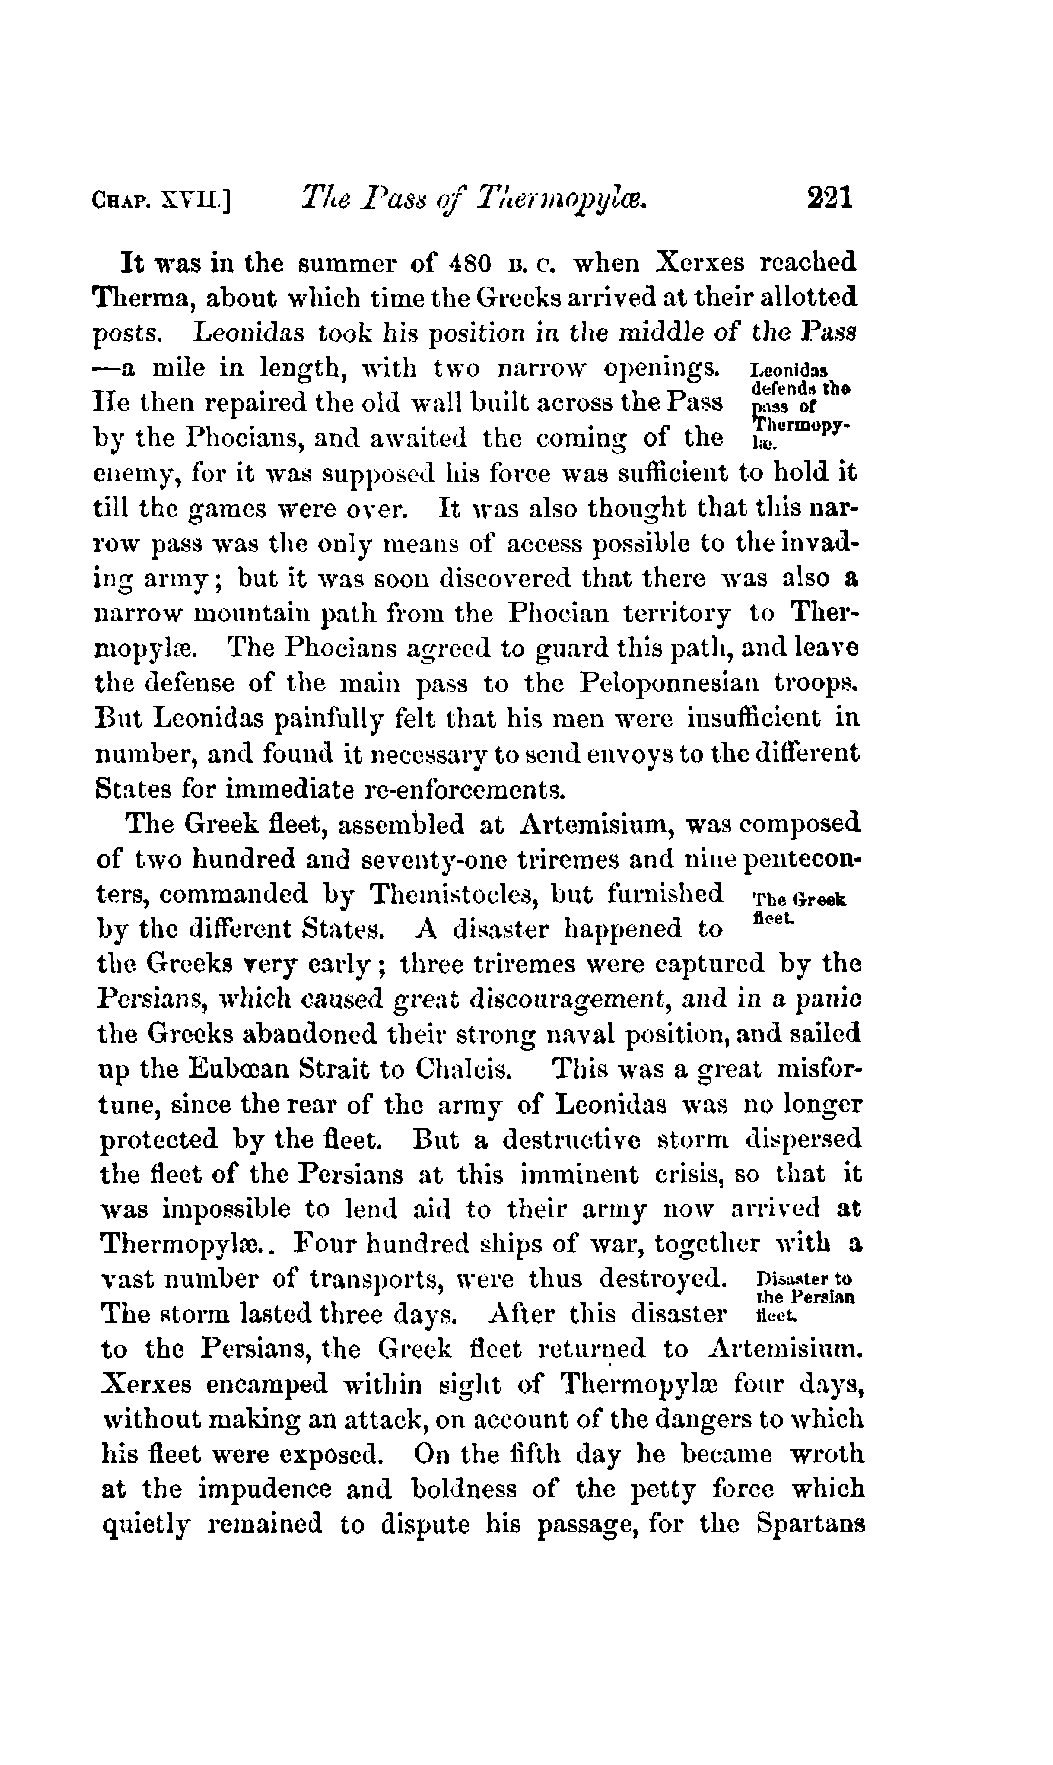 CHAP. XVII.] The Pass of Thermopylæ. 221
It was in the summer of 480 B. C. when Xerxes reached
Therma, about which time the Greeks arrived at their allotted
posts. Leonidas took his position in the middle of the Pass
—a mile in length, with two narrow openings.
Leonidas
defends the
pass of
Thermopy-
læ.
He then repaired the old wall built across the Pass
by the Phocians, and awaited the coming of the
enemy, for it was supposed his force was sufficient to hold it
till the games were over. It was also thought that this nar-
row pass was the only means of access possible to the invad-
ing army; but it was soon discovered that there was also a
narrow mountain path from the Phocian territory to Ther-
mopylæ. The Phocians agreed to guard this path, and leave
the defense of the main pass to the Peloponnesian troops.
But Leonidas painfully felt that his men were insufficient in
number, and found it necessary to send envoys to the different
States for immediate re-enforcements.
The Greek fleet, assembled at Artemisium, was composed
of two hundred and seventy-one triremes and nine pentecon-
ters, commanded by Themistocles, but furnished
The Greek
fleet.
by the different States. A disaster happened to
the Greeks very early; three triremes were captured by the
Persians, which caused great discouragement, and in a panic
the Greeks abandoned their strong naval position, and sailed
up the Eubœan Strait to Chalcis. This was a great misfor-
tune, since the rear of the army of Leonidas was no longer
protected by the fleet. But a destructive storm dispersed
the fleet of the Persians at this imminent crisis, so that it
was impossible to lend aid to their army now arrived at
Thermopylæ.. Four hundred ships of war, together with a
vast number of transports, were thus destroyed.
Disaster to
the Persian
fleet.
The storm lasted three days. After this disaster
to the Persians, the Greek fleet returned to Artemisium.
Xerxes encamped within sight of Thermopylæ four days,
without making an attack, on account of the dangers to which
his fleet were exposed. On the fifth day he became wroth
at the impudence and boldness of the petty force which
quietly remained to dispute his passage, for the Spartans